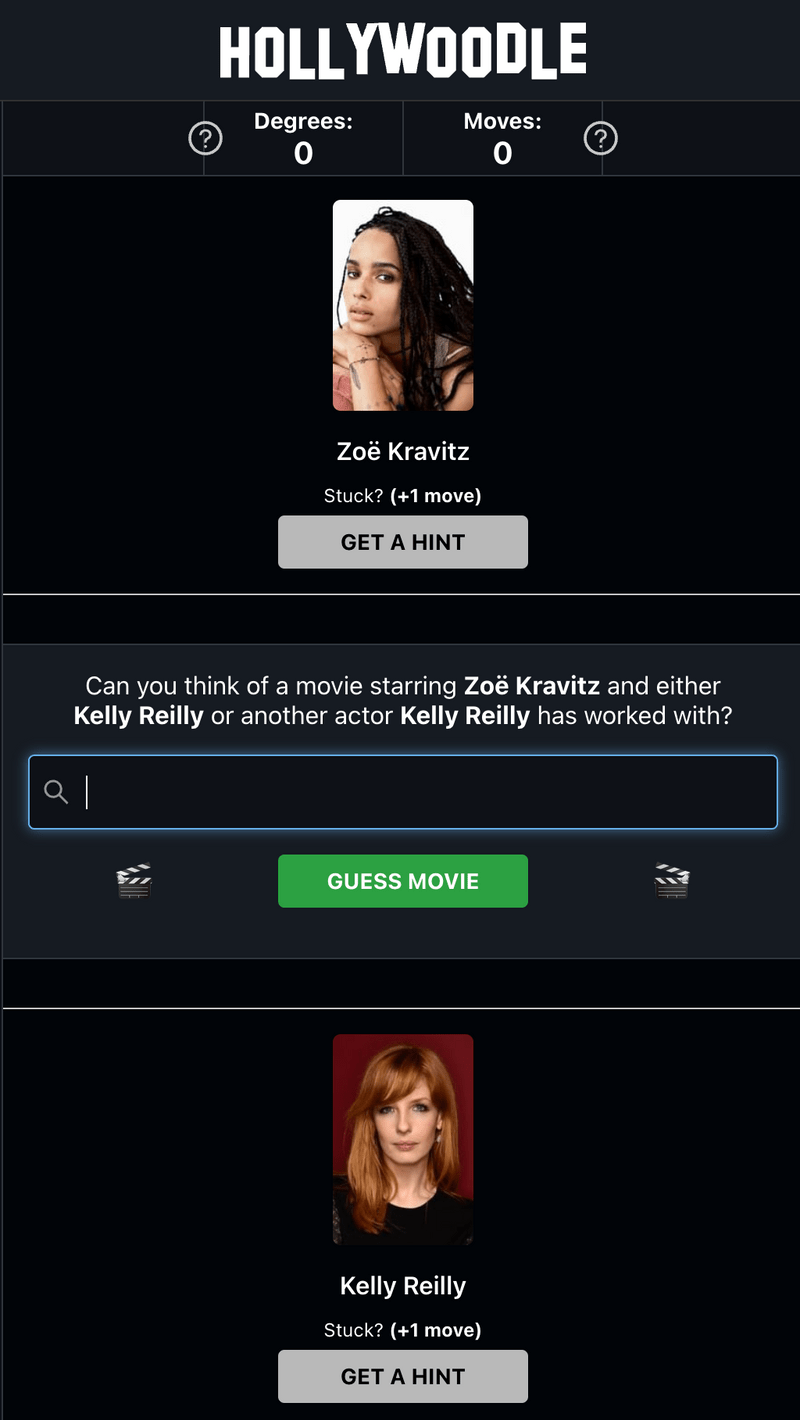 HOLLYWOODLE
Degrees: Moves:
? 0 0 ?
Zoë Kravitz
Stuck? (+1 move)
GET A HINT
Can you think of a movie starring Zoë Kravitz and either
Kelly Reilly or another actor Kelly Reilly has worked with?
GUESS MOVIE
Kelly Reilly
Stuck? (+1 move)
GET A HINT